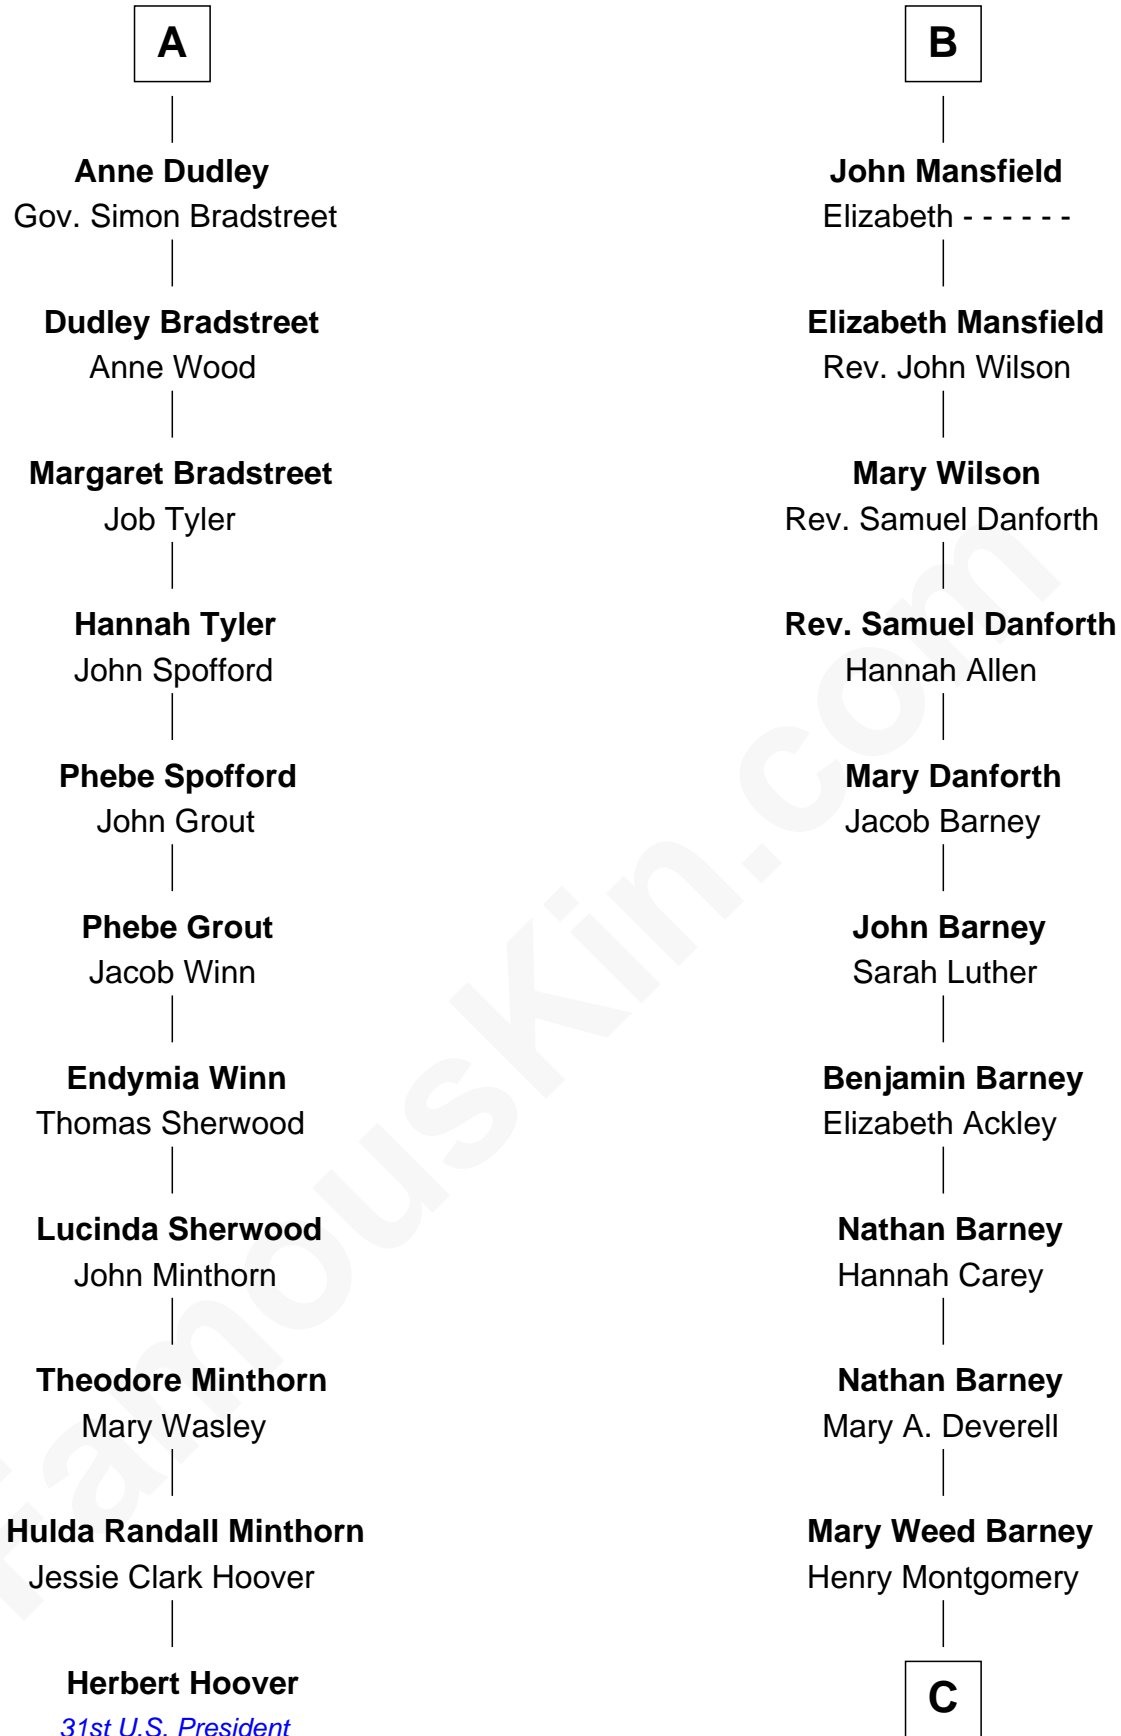 A
Anne Dudley
Gov. Simon Bradstreet
Dudley Bradstreet
Anne Wood
Margaret Bradstreet
Job Tyler
Hannah Tyler
John Spofford
Phebe Spofford
John Grout
Phebe Grout
Jacob Winn
Endymia Winn
Thomas Sherwood
Lucinda Sherwood
John Minthorn
Theodore Minthorn
Mary Wasley
Hulda Randall Minthorn
Jessie Clark Hoover
Herbert Hoover
31st U.S. President
B
John Mansfield
Elizabeth - - - - - -
Elizabeth Mansfield
Rev. John Wilson
Mary Wilson
Rev. Samuel Danforth
Rev. Samuel Danforth
Hannah Allen
Mary Danforth
Jacob Barney
John Barney
Sarah Luther
Benjamin Barney
Elizabeth Ackley
Nathan Barney
Hannah Carey
Nathan Barney
Mary A. Deverell
Mary Weed Barney
Henry Montgomery
C
FamousKin.com